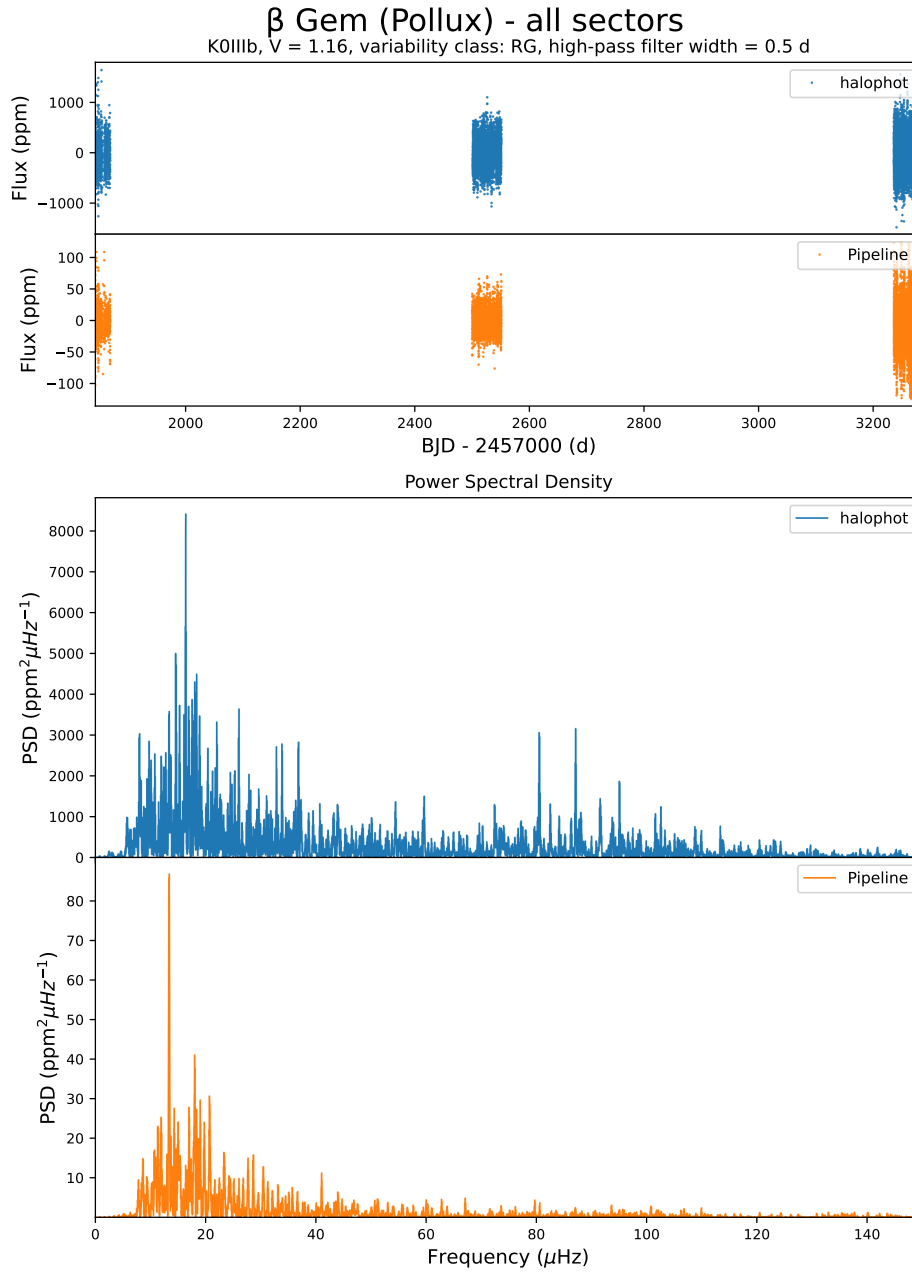 β Gem (Pollux) - all sectors
K0IIIb, V = 1.16, variability class: RG, high-pass filter width = 0.5 d
halophot
Flux (ppm)
1000
0
−1000
Pipeline
Flux (ppm)
100
50
0
−50
−100
2000 2200 2400 2600 2800 3000 3200
BJD - 2457000 (d)
Power Spectral Density
halophot
PSD (ppm²μHz⁻¹)
8000
7000
6000
5000
4000
3000
2000
1000
0
Pipeline
PSD (ppm²μHz⁻¹)
80
70
60
50
40
30
20
10
0 20 40 60 80 100 120 140
Frequency (μHz)